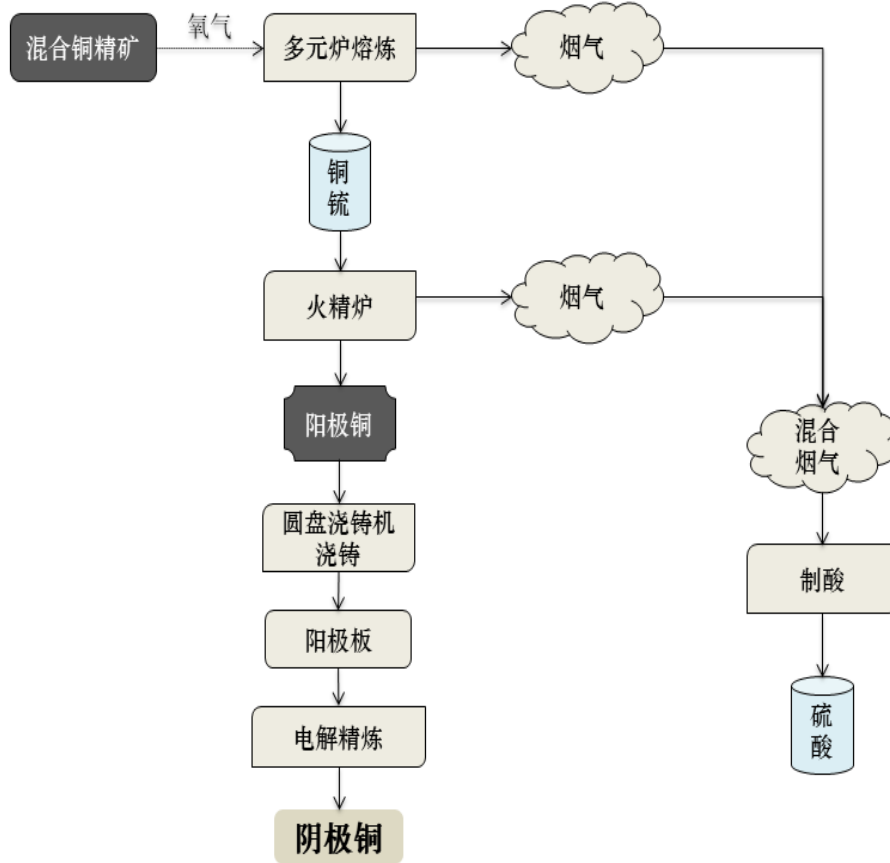 氧气
混合铜精矿
多元炉熔炼
烟气
铜
锍
火精炉
烟气
阳极铜
混合
烟气
圆盘浇铸机
浇铸
制酸
阳极板
硫
酸
电解精炼
阴极铜